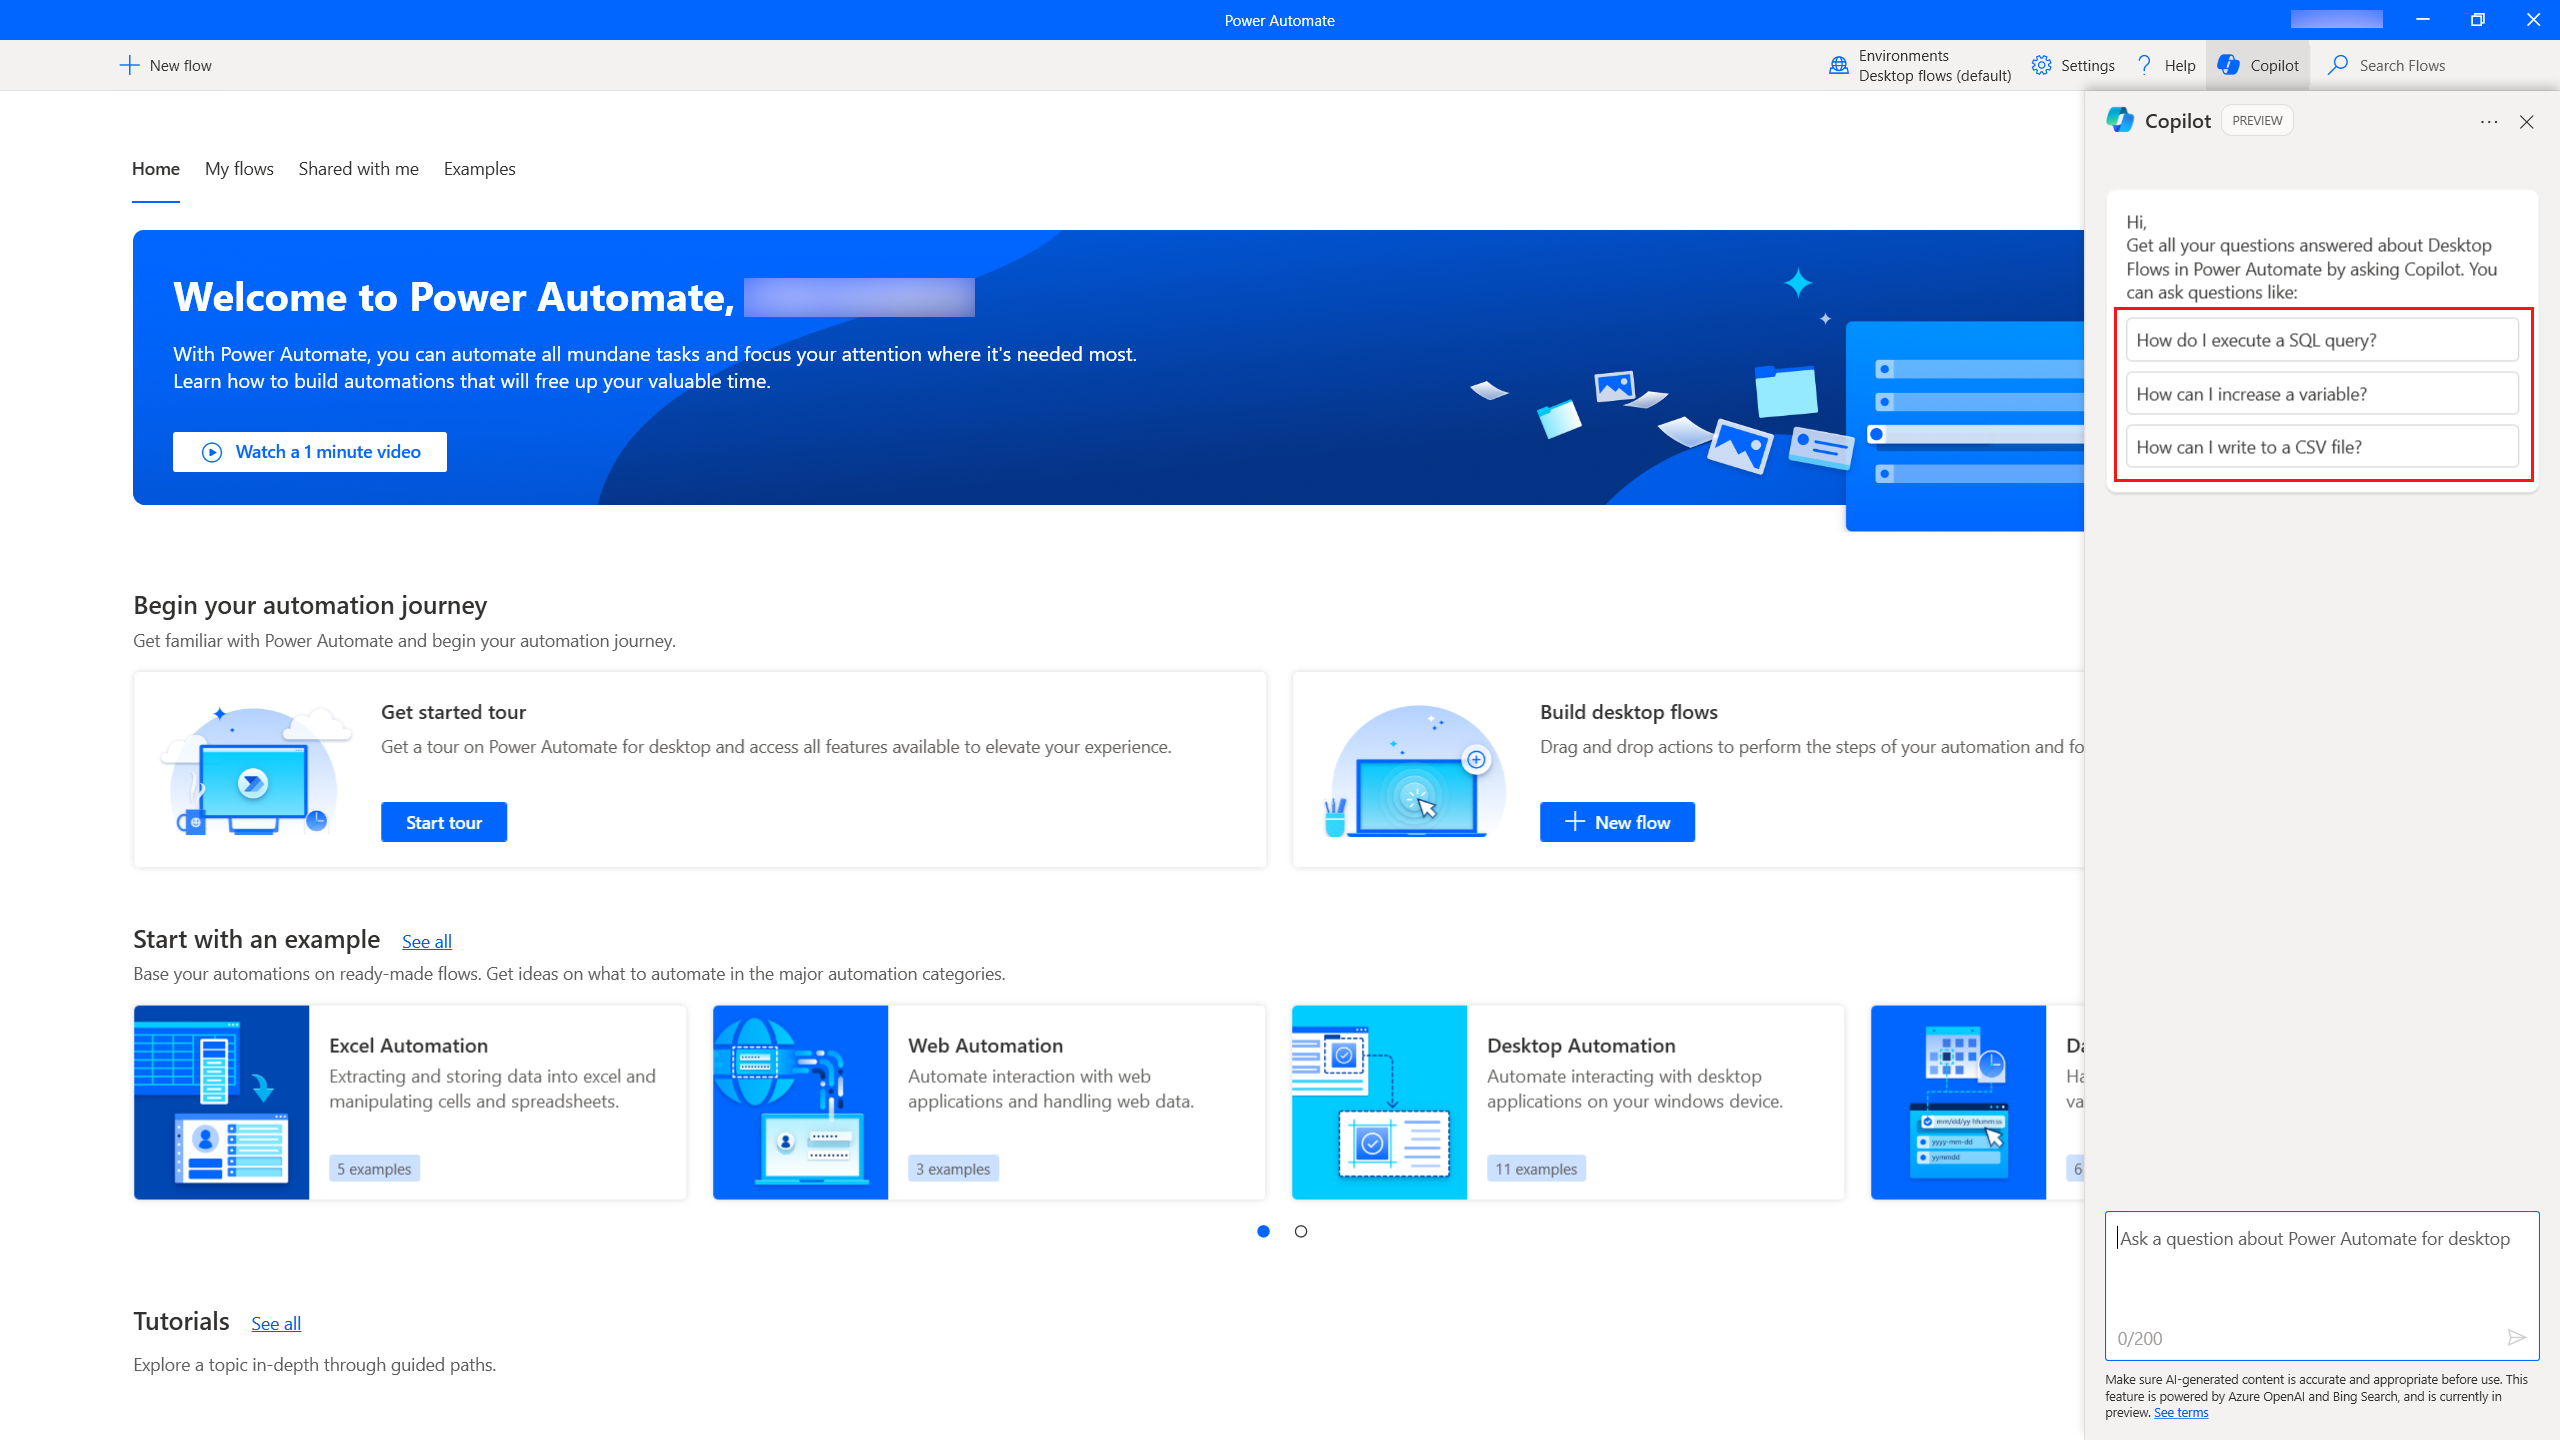 Power Automate
New flow
Environments
Desktop flows (default)
Settings
Help
Copilot
Search Flows
Home
My flows
Shared with me
Examples
Welcome to Power Automate,
With Power Automate, you can automate all mundane tasks and focus your attention where it's needed most.
Learn how to build automations that will free up your valuable time.
Watch a 1 minute video
Begin your automation journey
Get familiar with Power Automate and begin your automation journey.
Get started tour
Get a tour on Power Automate for desktop and access all features available to elevate your experience.
Start tour
Build desktop flows
Drag and drop actions to perform the steps of your automation and fo
New flow
Start with an example
See all
Base your automations on ready-made flows. Get ideas on what to automate in the major automation categories.
Excel Automation
Extracting and storing data into excel and
manipulating cells and spreadsheets.
5 examples
Web Automation
Automate interaction with web
applications and handling web data.
3 examples
Desktop Automation
Automate interacting with desktop
applications on your windows device.
11 examples
mm/dd/yy hh:mm:ss
yyyy-mm-dd
yymmdd
Da
Ha
va
6
Tutorials
See all
Explore a topic in-depth through guided paths.
Copilot
PREVIEW
Hi,
Get all your questions answered about Desktop
Flows in Power Automate by asking Copilot. You
can ask questions like:
How do I execute a SQL query?
How can I increase a variable?
How can I write to a CSV file?
Ask a question about Power Automate for desktop
0/200
Make sure AI-generated content is accurate and appropriate before use. This
feature is powered by Azure OpenAI and Bing Search, and is currently in
preview. See terms